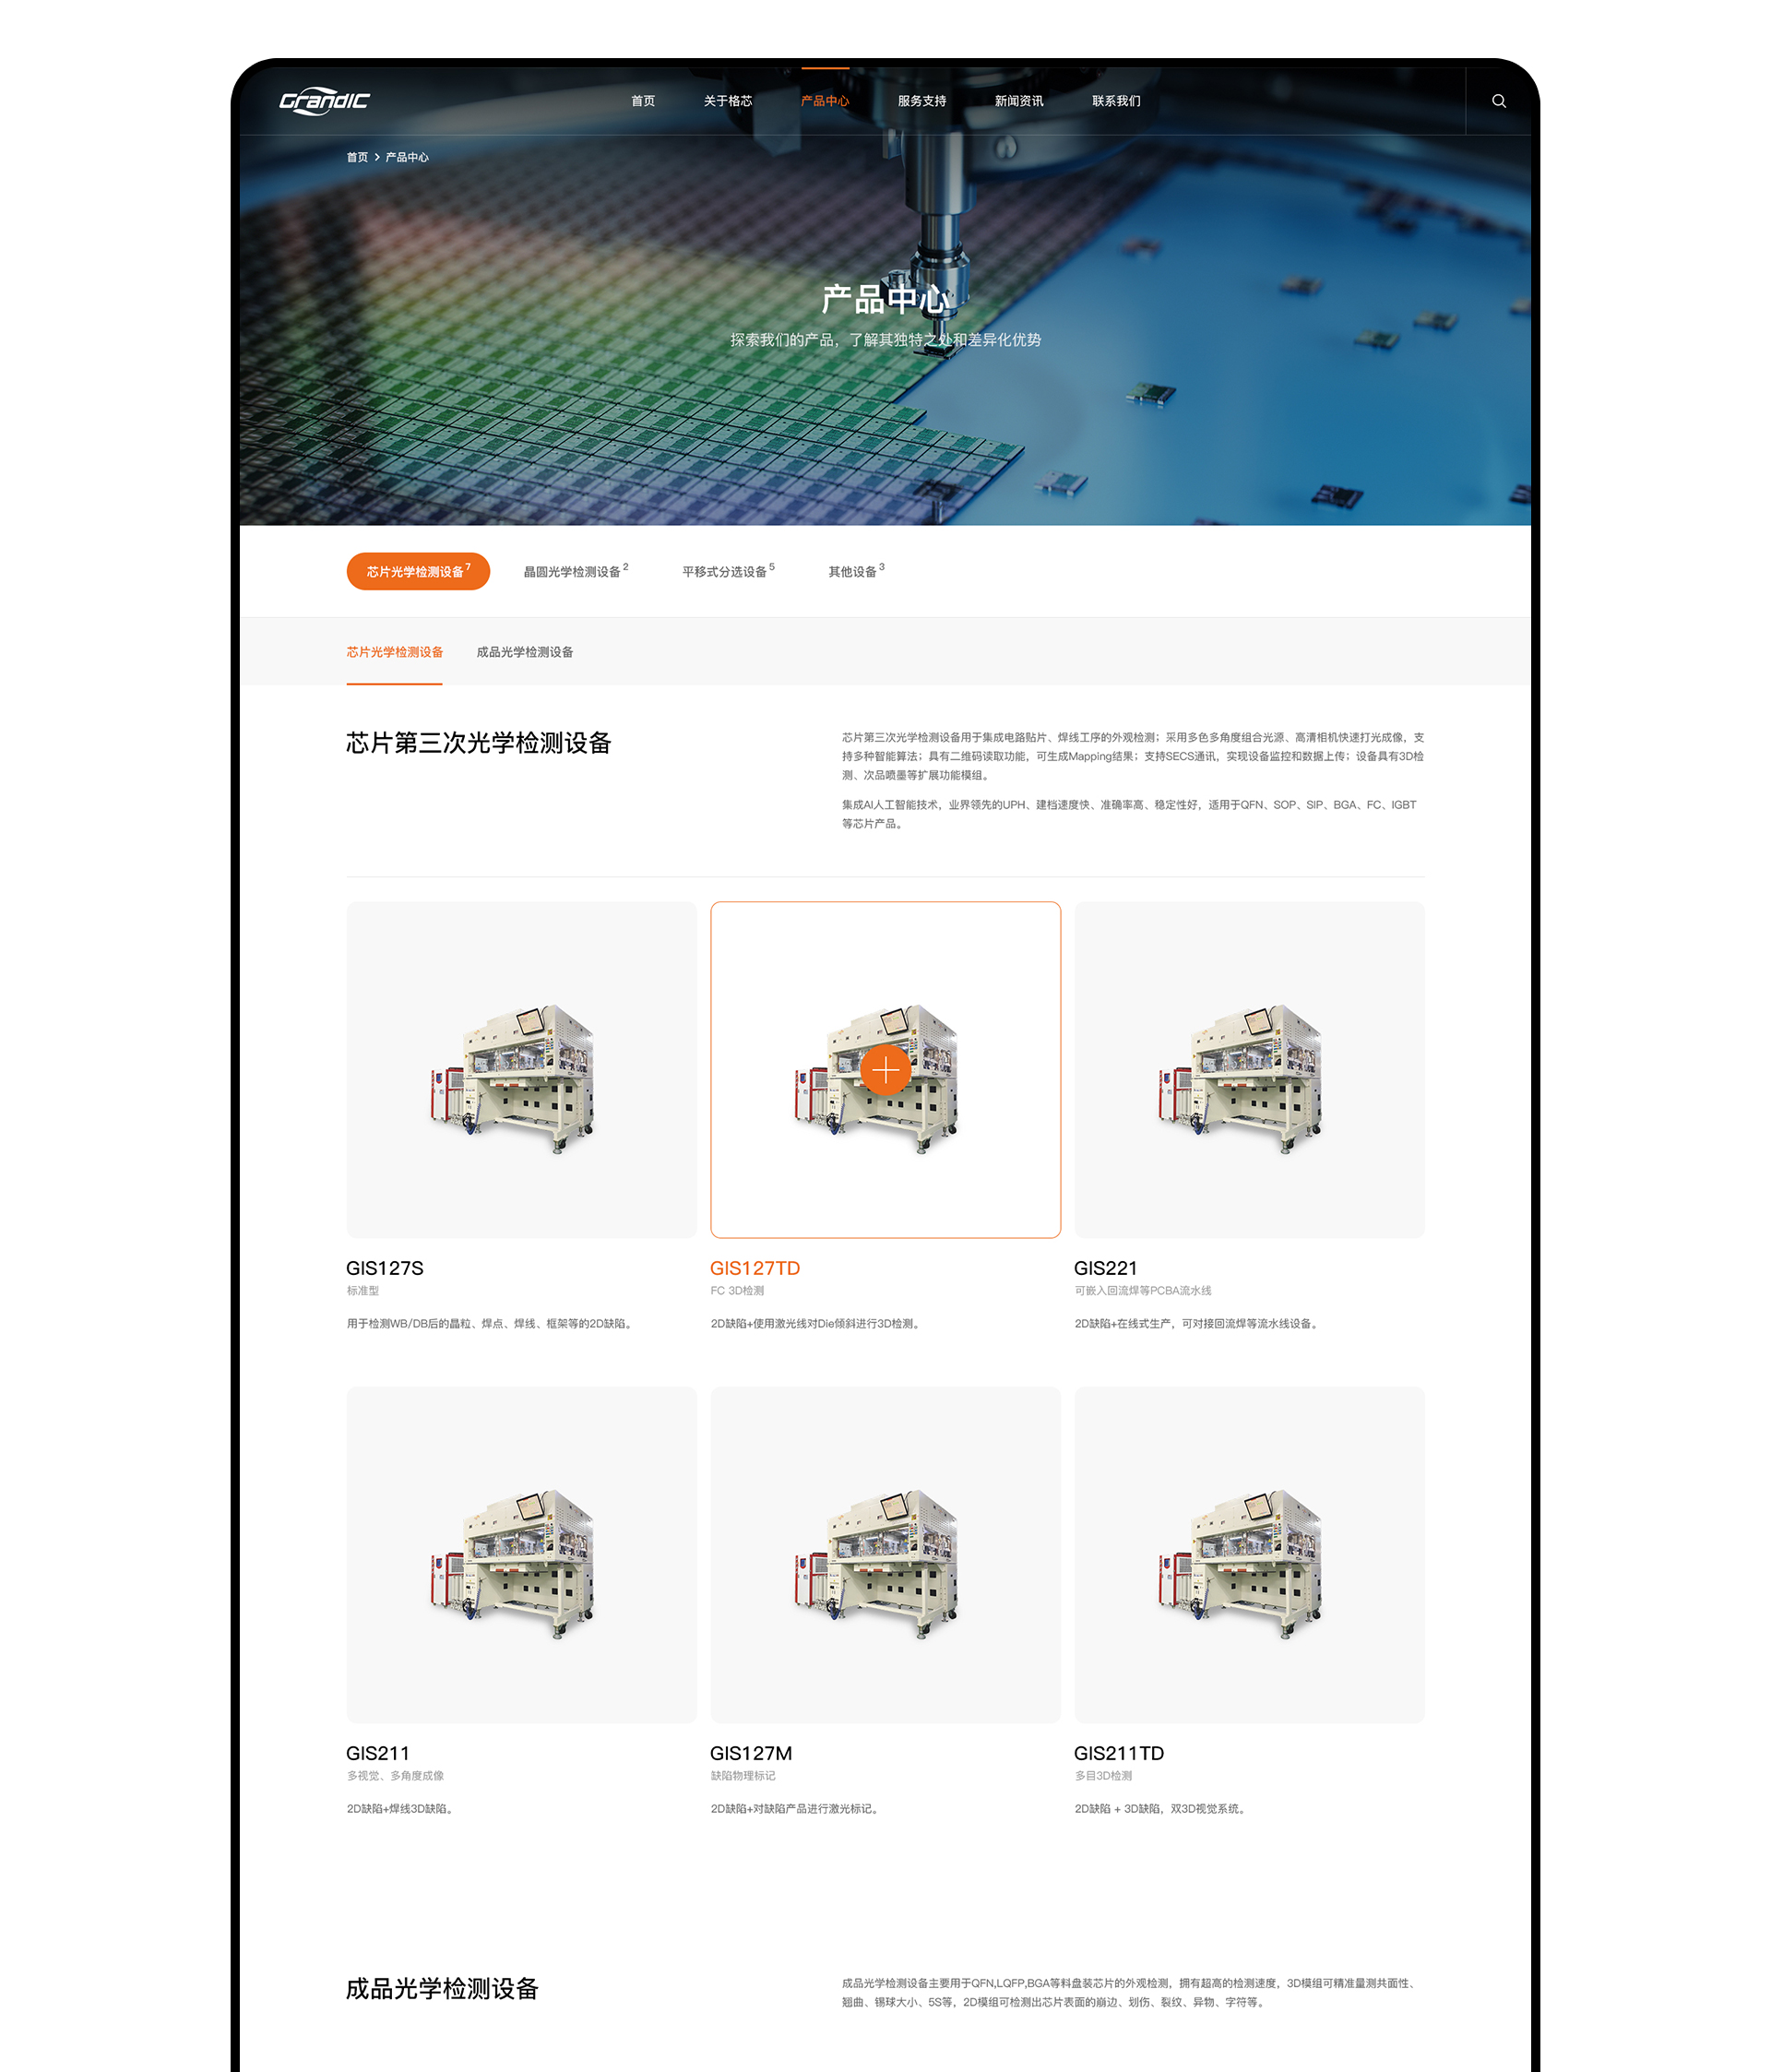 GrandIC
首页 关于格芯 产品中心 服务支持 新闻资讯 联系我们
首页 > 产品中心
产品中心
探索我们的产品，了解其独特之处和差异化优势
芯片光学检测设备 7 晶圆光学检测设备 2 平移式分选设备 5 其他设备 3
芯片光学检测设备 成品光学检测设备
芯片第三次光学检测设备
芯片第三次光学检测设备用于集成电路贴片、焊线工序的外观检测；采用多色多角度组合光源、高清相机快速打光成像，支
持多种智能算法；具有二维码读取功能，可生成Mapping结果；支持SECS通讯，实现设备监控和数据上传；设备具有3D检
测、次品喷墨等扩展功能模组。
集成AI人工智能技术，业界领先的UPH、建档速度快、准确率高、稳定性好，适用于QFN、SOP、SIP、BGA、FC、IGBT
等芯片产品。
GIS127S
标准型
用于检测WB/DB后的晶粒、焊点、焊线、框架等的2D缺陷。
GIS127TD
FC 3D检测
2D缺陷+使用激光线对Die倾斜进行3D检测。
GIS221
可嵌入回流焊等PCBA流水线
2D缺陷+在线式生产，可对接回流焊等流水线设备。
GIS211
多视觉、多角度成像
2D缺陷+焊线3D缺陷。
GIS127M
缺陷物理标记
2D缺陷+对缺陷产品进行激光标记。
GIS211TD
多目3D检测
2D缺陷 + 3D缺陷，双3D视觉系统。
成品光学检测设备
成品光学检测设备主要用于QFN,LQFP,BGA等料盘装芯片的外观检测，拥有超高的检测速度，3D模组可精准量测共面性、
翘曲、锡球大小、5S等，2D模组可检测出芯片表面的崩边、划伤、裂纹、异物、字符等。